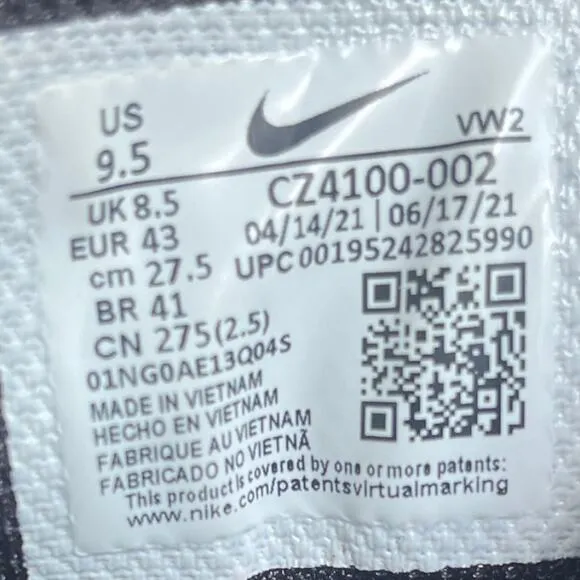 US
9.5
VW2
UK 8.5
CZ4100-002
EUR 43
04/14/21 | 06/17/21
cm 27.5
UPC 00195242825990
BR 41
CN 275(2.5)
01NG0AE13Q04S
MADE IN VIETNAM
HECHO EN VIETNAM
FABRIQUE AU VIETNAM
FABRICADO NO VIETNÃ
This product is covered by one or more patents:
www.nike.com/patentsvirtualmarking